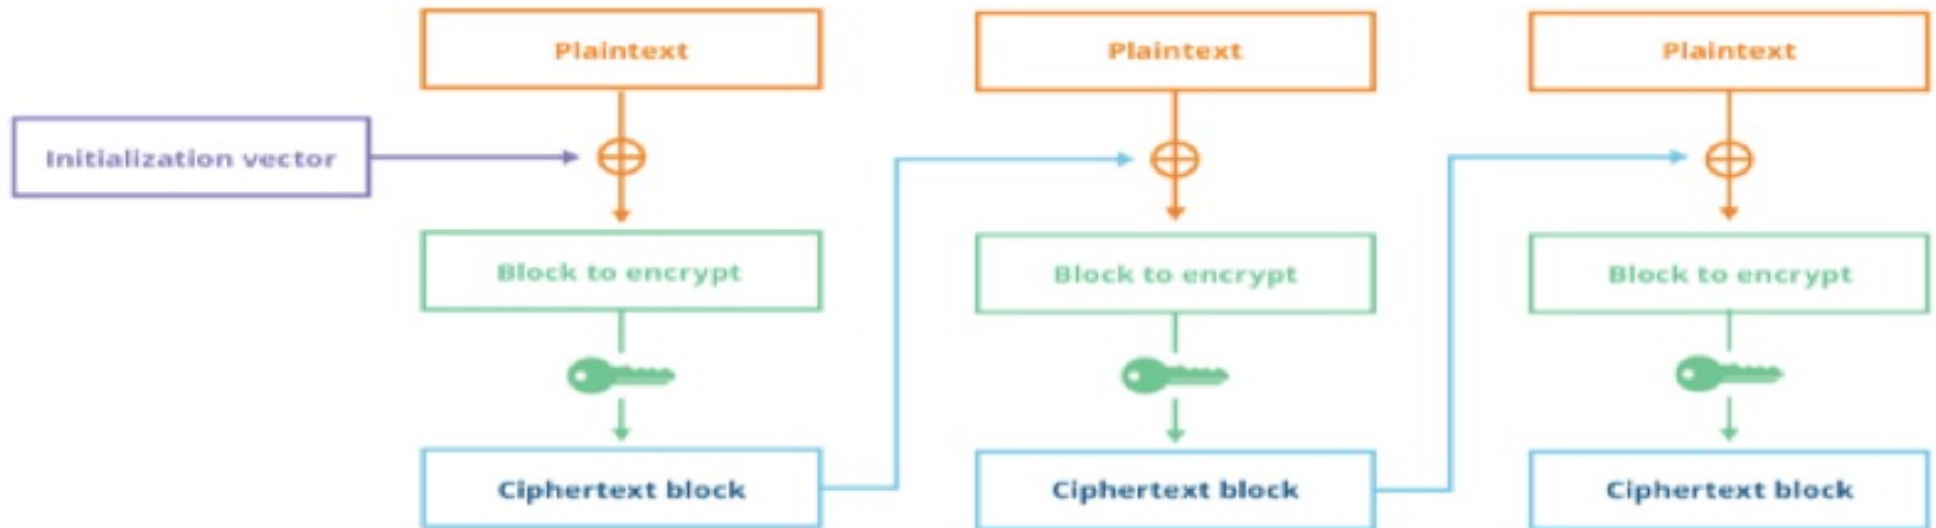 Plaintext
Plaintext
Plaintext
Initialization vector
Block to encrypt
Block to encrypt
Block to encrypt
Ciphertext block
Ciphertext block
Ciphertext block